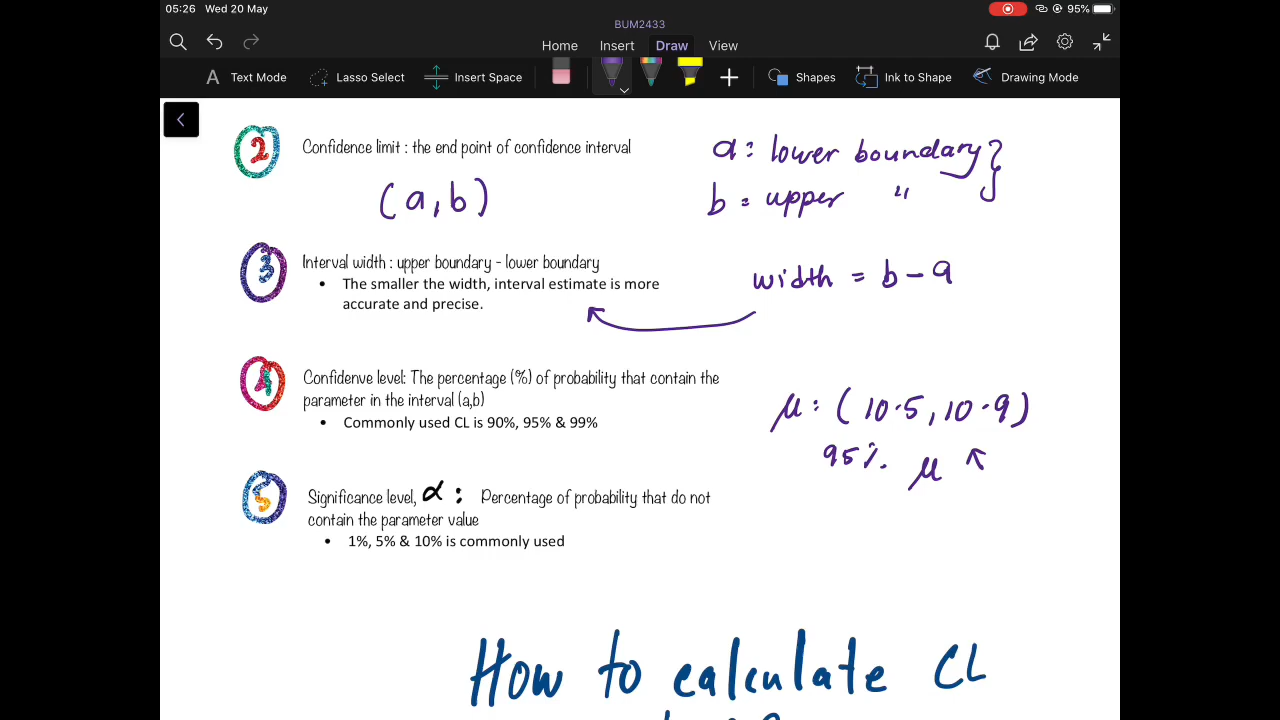 05:26 Wed 20 May
95%
BUM2433
Home Insert Draw View
Text Mode Lasso Select Insert Space Shapes Ink to Shape Drawing Mode
2 Confidence limit : the end point of confidence interval
(a,b)
a: lower boundary
b = upper "
3 Interval width : upper boundary - lower boundary
• The smaller the width, interval estimate is more
accurate and precise.
width = b - a
4 Confidenve level: The percentage (%) of probability that contain the
parameter in the interval (a,b)
• Commonly used CL is 90%, 95% & 99%
μ: (10.5, 10.9)
95% μ
5 Significance level, α : Percentage of probability that do not
contain the parameter value
• 1%, 5% & 10% is commonly used
How to calculate CL